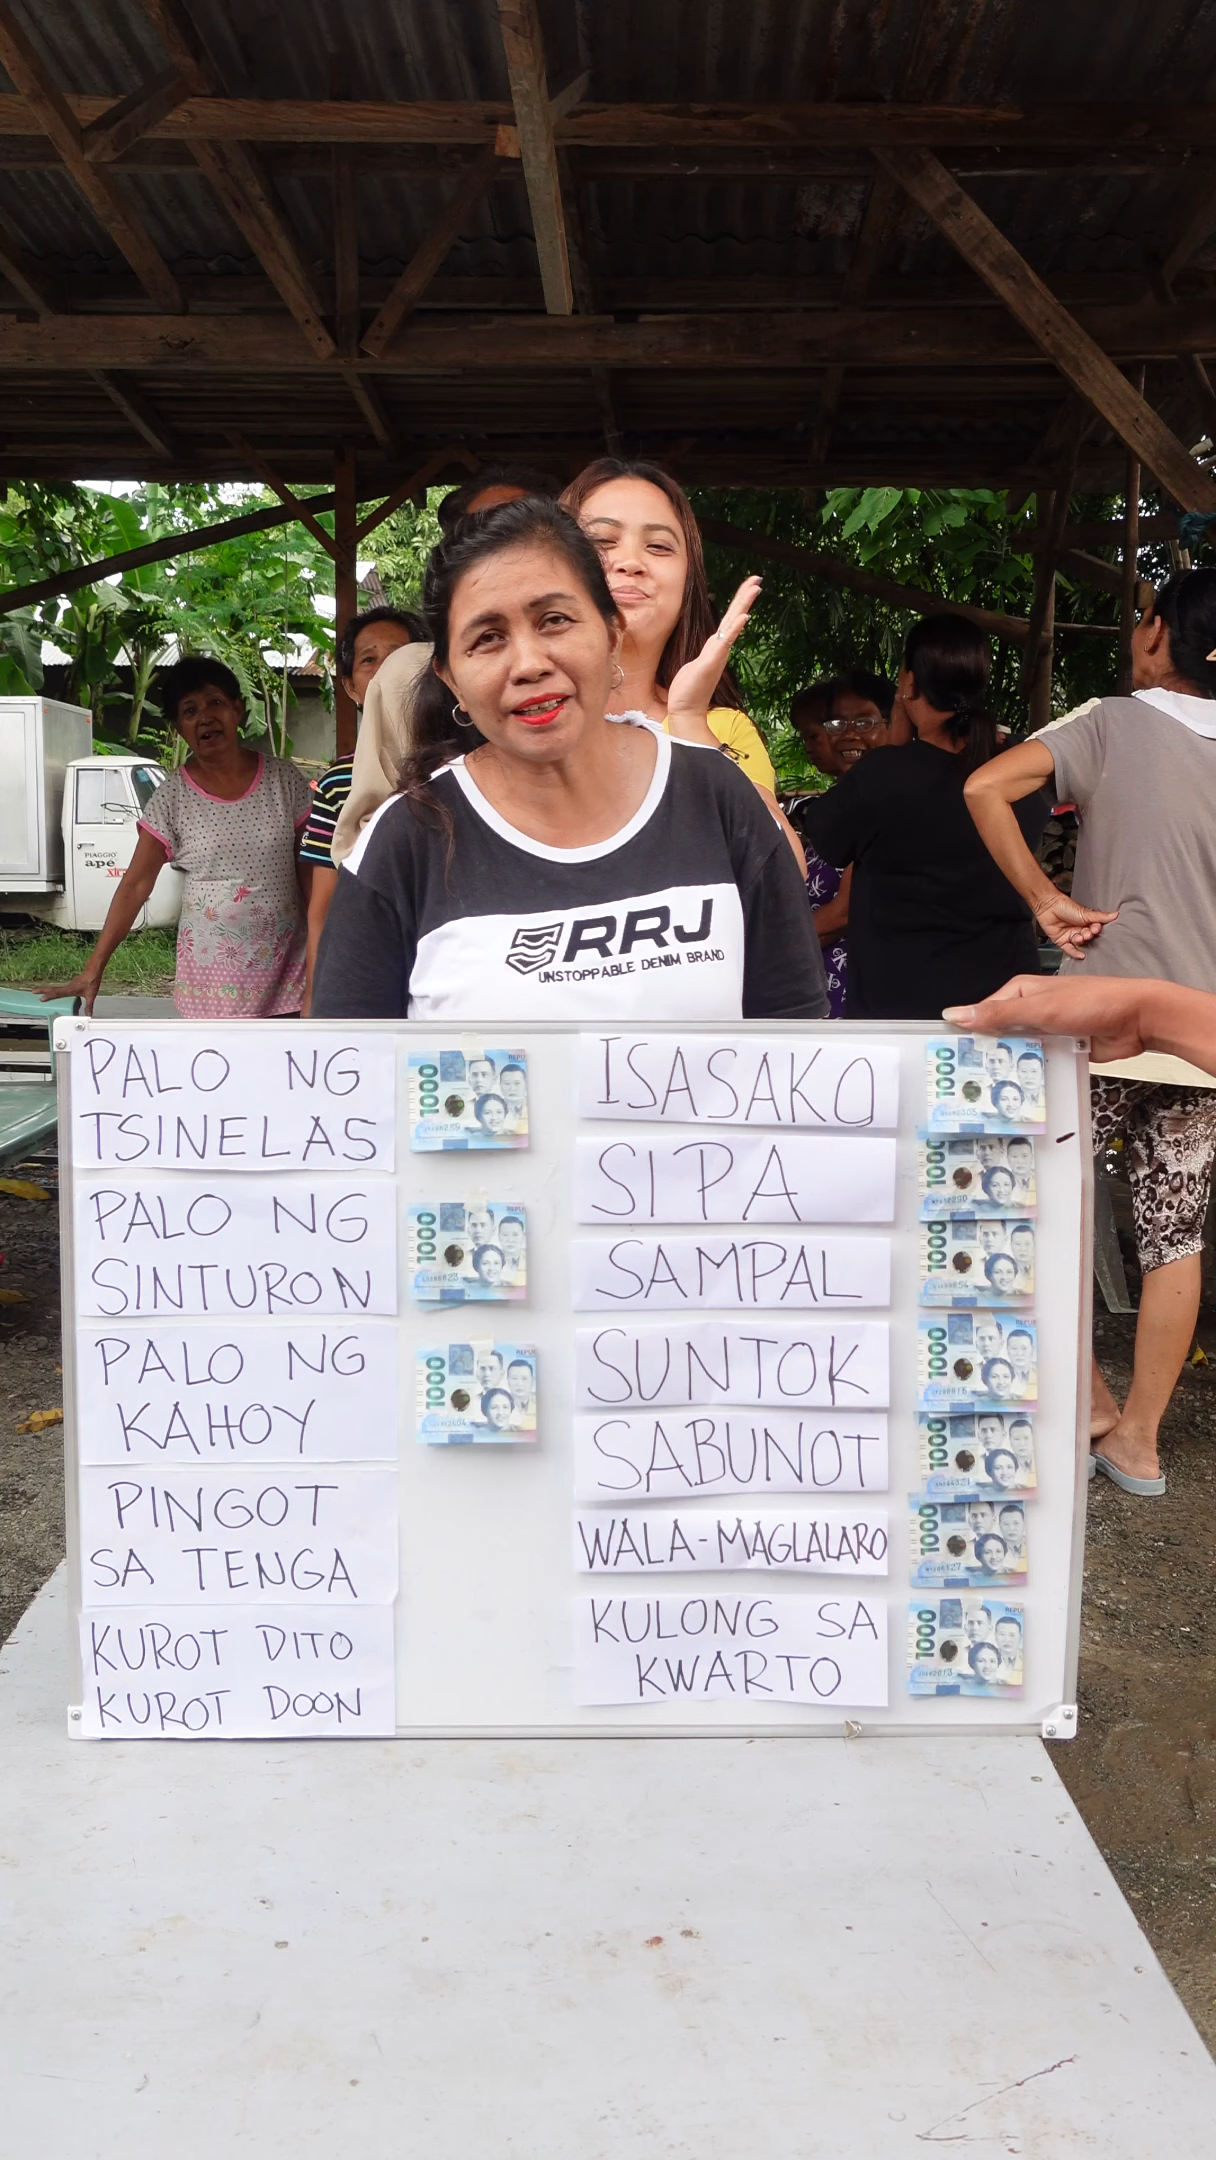 PIAGGIO
ape
RRJ
UNSTOPPABLE DENIM BRAND
PALO NG
TSINELAS
1000
PALO NG
SINTURON
1000
PALO NG
KAHOY
1000
PINGOT
SA TENGA
KUROT DITO
KUROT DOON
ISASAKO
1000
SIPA
1000
SAMPAL
1000
SUNTOK
1000
SABUNOT
1000
WALA-MAGLALARO
1000
KULONG SA
KWARTO
1000